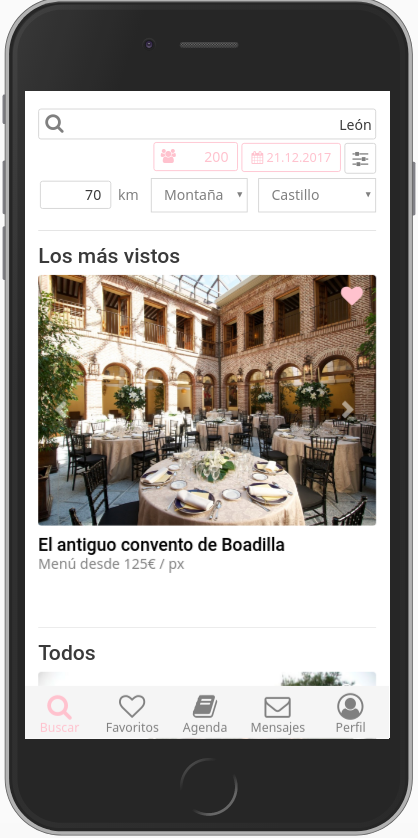 León
200 21.12.2017
70 km Montaña Castillo
Los más vistos
El antiguo convento de Boadilla
Menú desde 125€ / px
Todos
Buscar Favoritos Agenda Mensajes Perfil